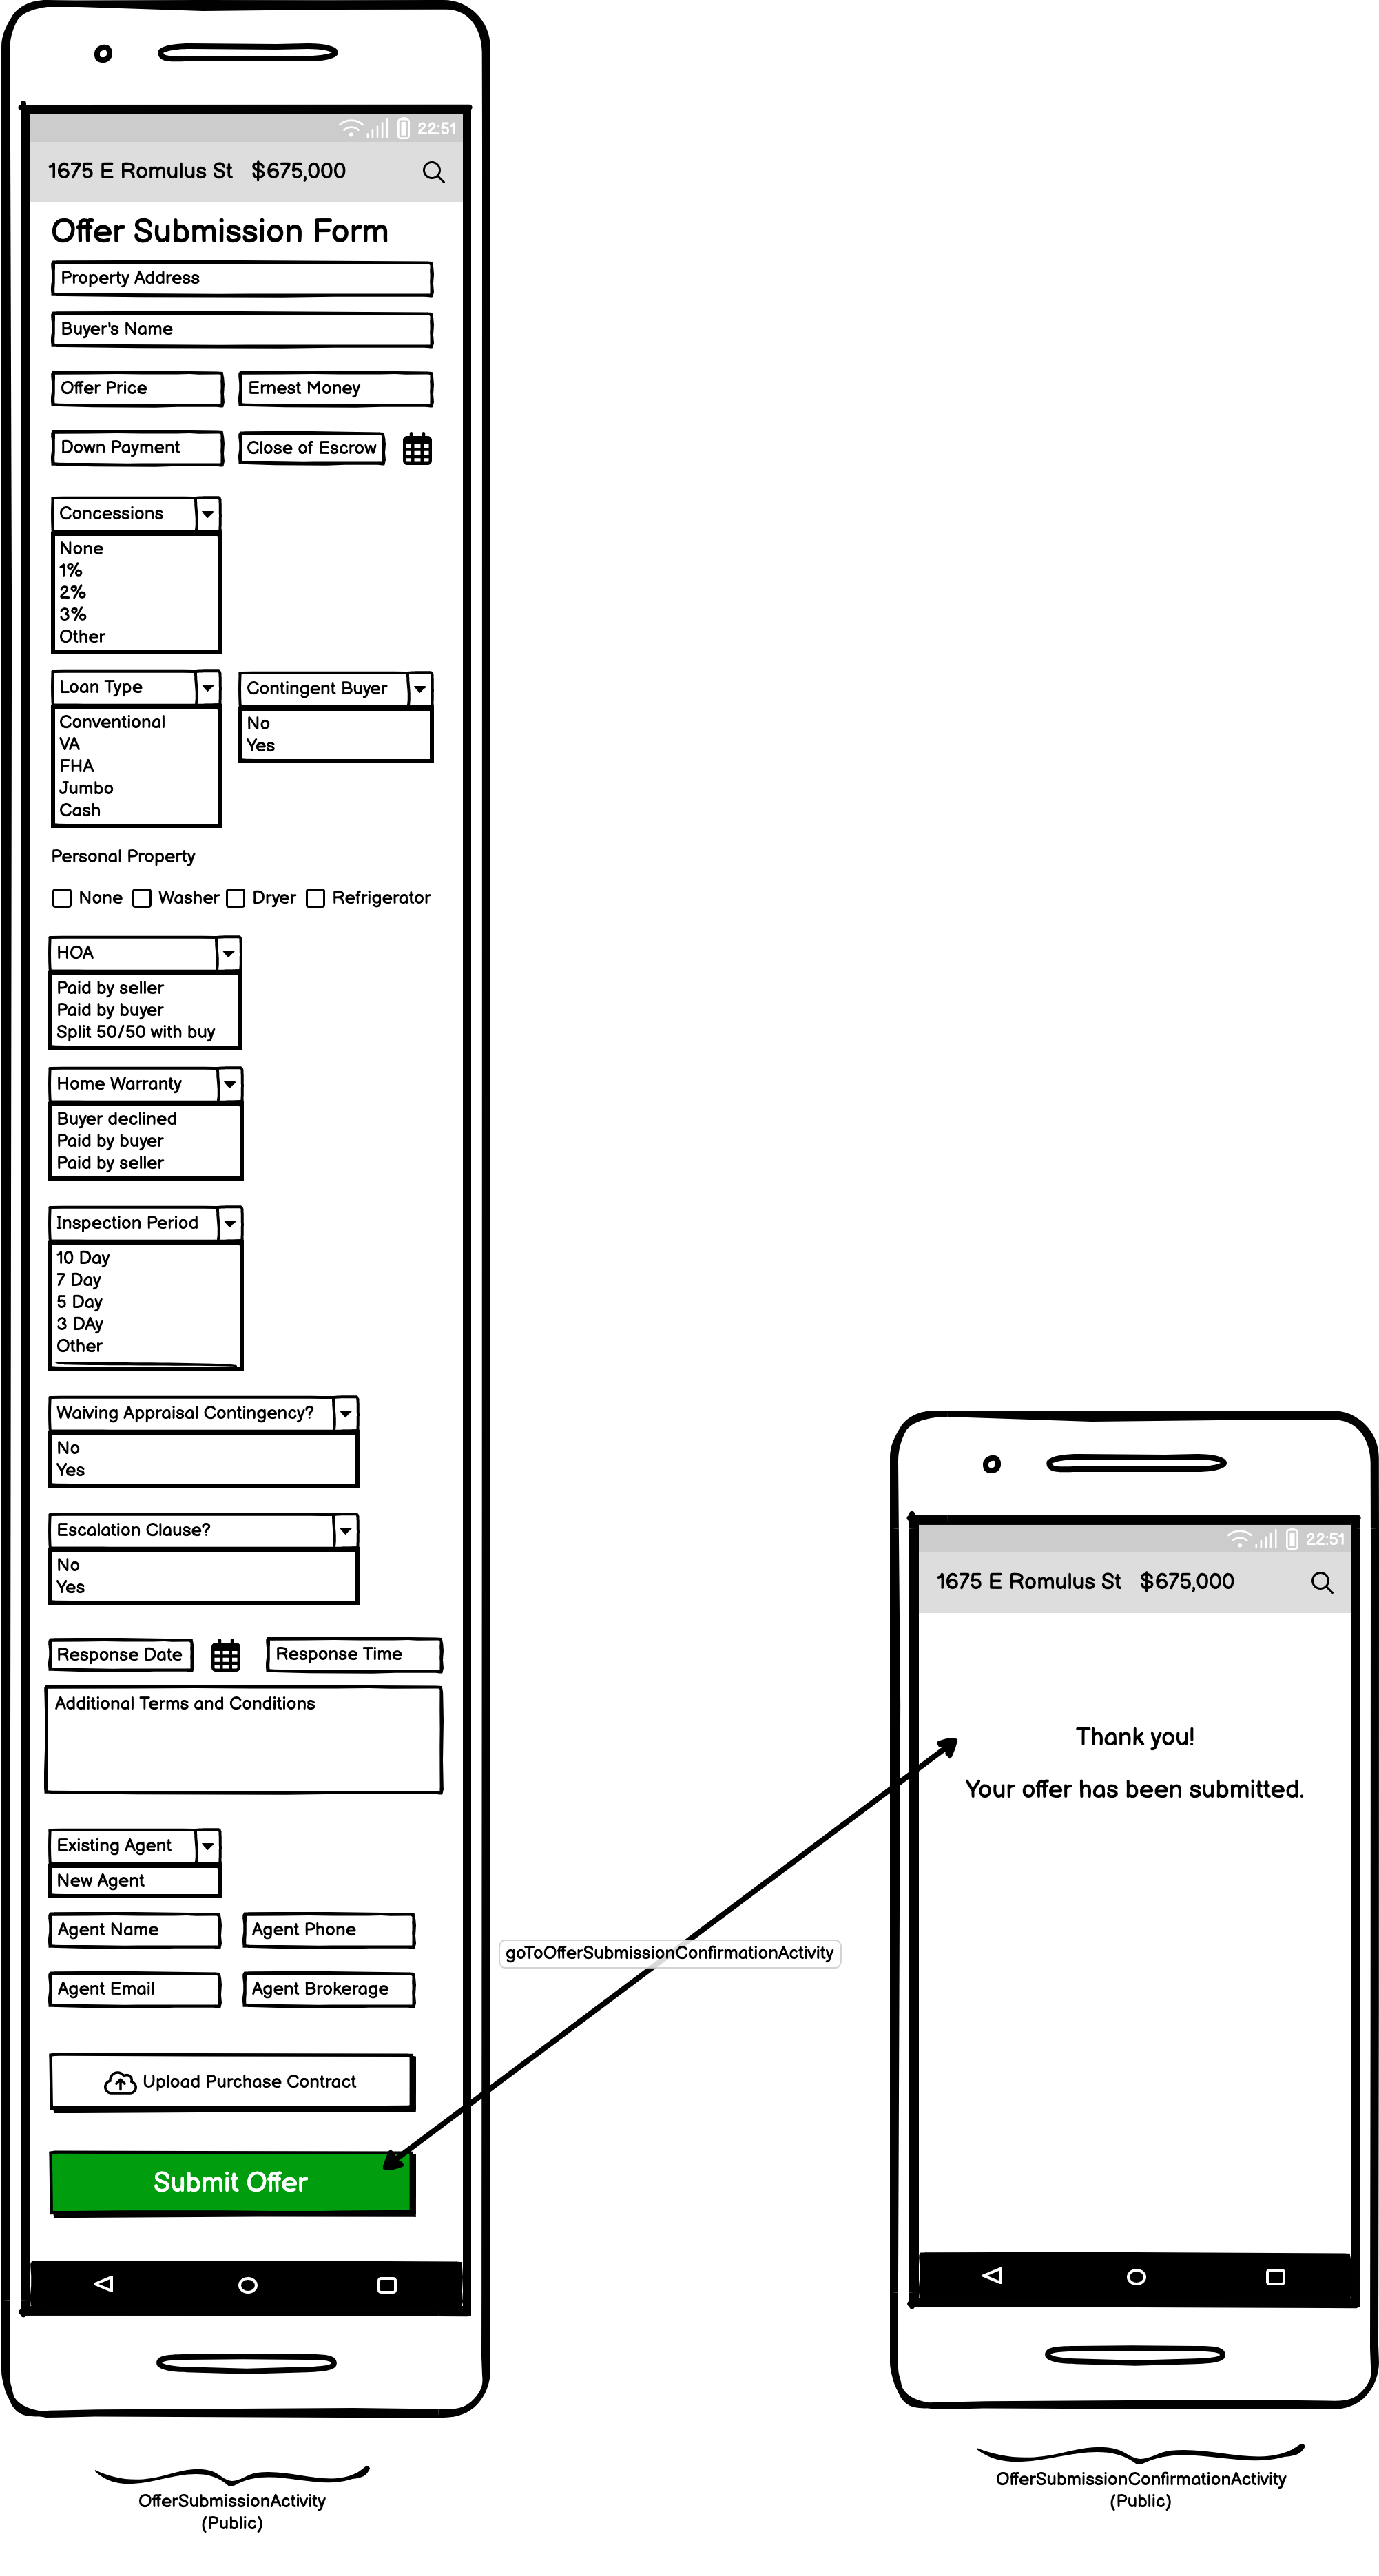 22:51
1675 E Romulus St $675,000
Offer Submission Form
Property Address
Buyer's Name
Offer Price Ernest Money
Down Payment Close of Escrow
Concessions
None
1%
2%
3%
Other
Loan Type Contingent Buyer
Conventional No
VA Yes
FHA
Jumbo
Cash
Personal Property
None Washer Dryer Refrigerator
HOA
Paid by seller
Paid by buyer
Split 50/50 with buy
Home Warranty
Buyer declined
Paid by buyer
Paid by seller
Inspection Period
10 Day
7 Day
5 Day
3 DAy
Other
Waiving Appraisal Contingency?
No
Yes
Escalation Clause?
No
Yes
Response Date Response Time
Additional Terms and Conditions
Existing Agent
New Agent
Agent Name Agent Phone
Agent Email Agent Brokerage
Upload Purchase Contract
Submit Offer
OfferSubmissionActivity
(Public)
goToOfferSubmissionConfirmationActivity
22:51
1675 E Romulus St $675,000
Thank you!
Your offer has been submitted.
OfferSubmissionConfirmationActivity
(Public)